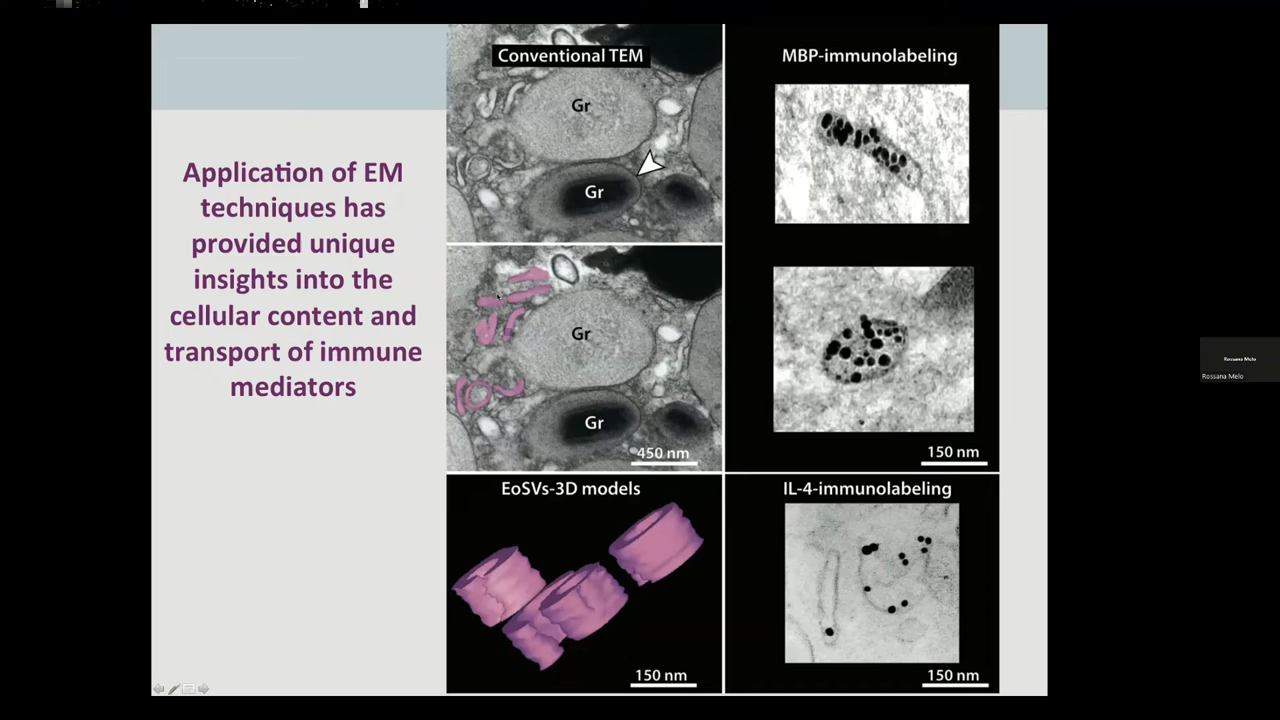 Application of EM
techniques has
provided unique
insights into the
cellular content and
transport of immune
mediators
Conventional TEM
Gr
Gr
Gr
Gr
450 nm
EoSVs-3D models
150 nm
MBP-immunolabeling
150 nm
IL-4-immunolabeling
150 nm
Rossana Melo
Rossana Melo